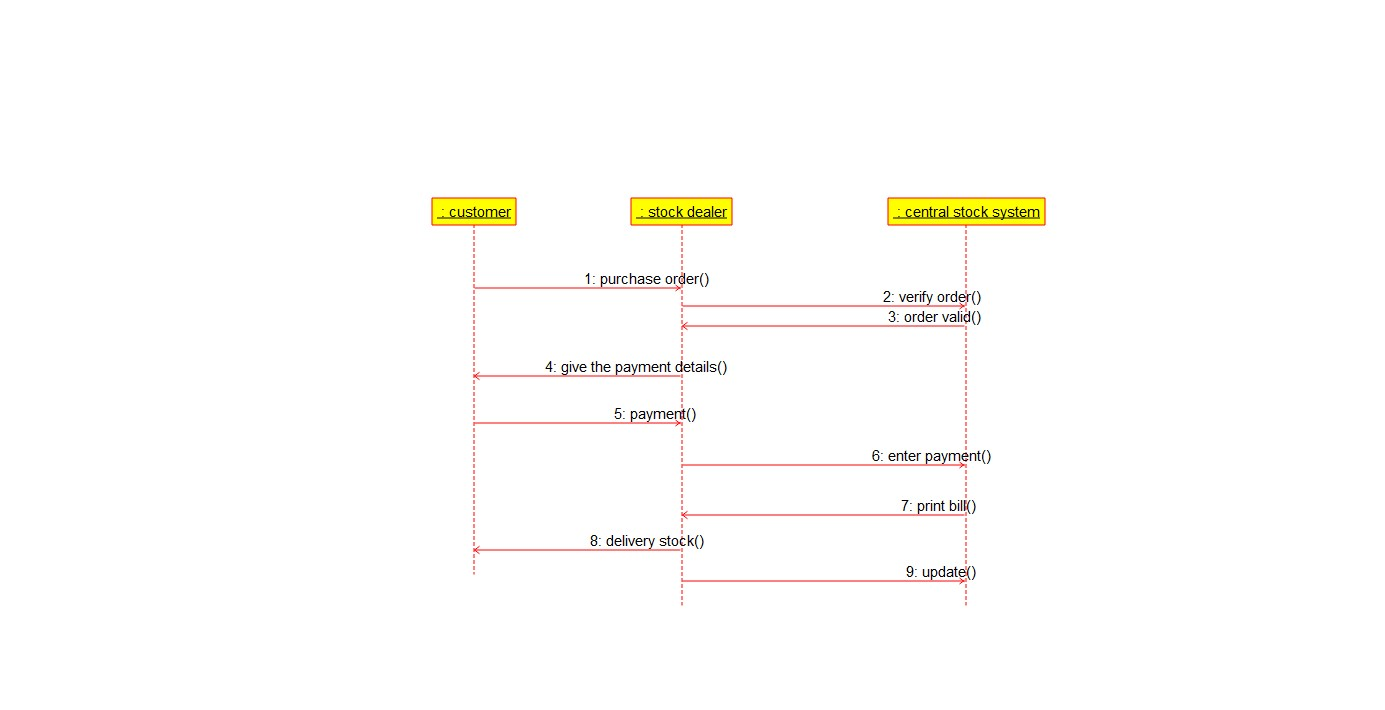 : customer
: stock dealer
: central stock system
1: purchase order()
2: verify order()
3: order valid()
4: give the payment details()
5: payment()
6: enter payment()
7: print bill()
8: delivery stock()
9: update()